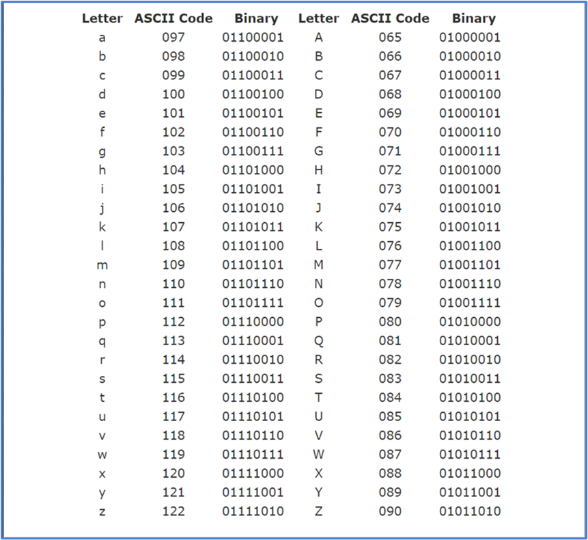 Letter ASCII Code Binary Letter ASCII Code Binary
a 097 01100001 A 065 01000001
b 098 01100010 B 066 01000010
c 099 01100011 C 067 01000011
d 100 01100100 D 068 01000100
e 101 01100101 E 069 01000101
f 102 01100110 F 070 01000110
g 103 01100111 G 071 01000111
h 104 01101000 H 072 01001000
i 105 01101001 I 073 01001001
j 106 01101010 J 074 01001010
k 107 01101011 K 075 01001011
l 108 01101100 L 076 01001100
m 109 01101101 M 077 01001101
n 110 01101110 N 078 01001110
o 111 01101111 O 079 01001111
p 112 01110000 P 080 01010000
q 113 01110001 Q 081 01010001
r 114 01110010 R 082 01010010
s 115 01110011 S 083 01010011
t 116 01110100 T 084 01010100
u 117 01110101 U 085 01010101
v 118 01110110 V 086 01010110
w 119 01110111 W 087 01010111
x 120 01111000 X 088 01011000
y 121 01111001 Y 089 01011001
z 122 01111010 Z 090 01011010